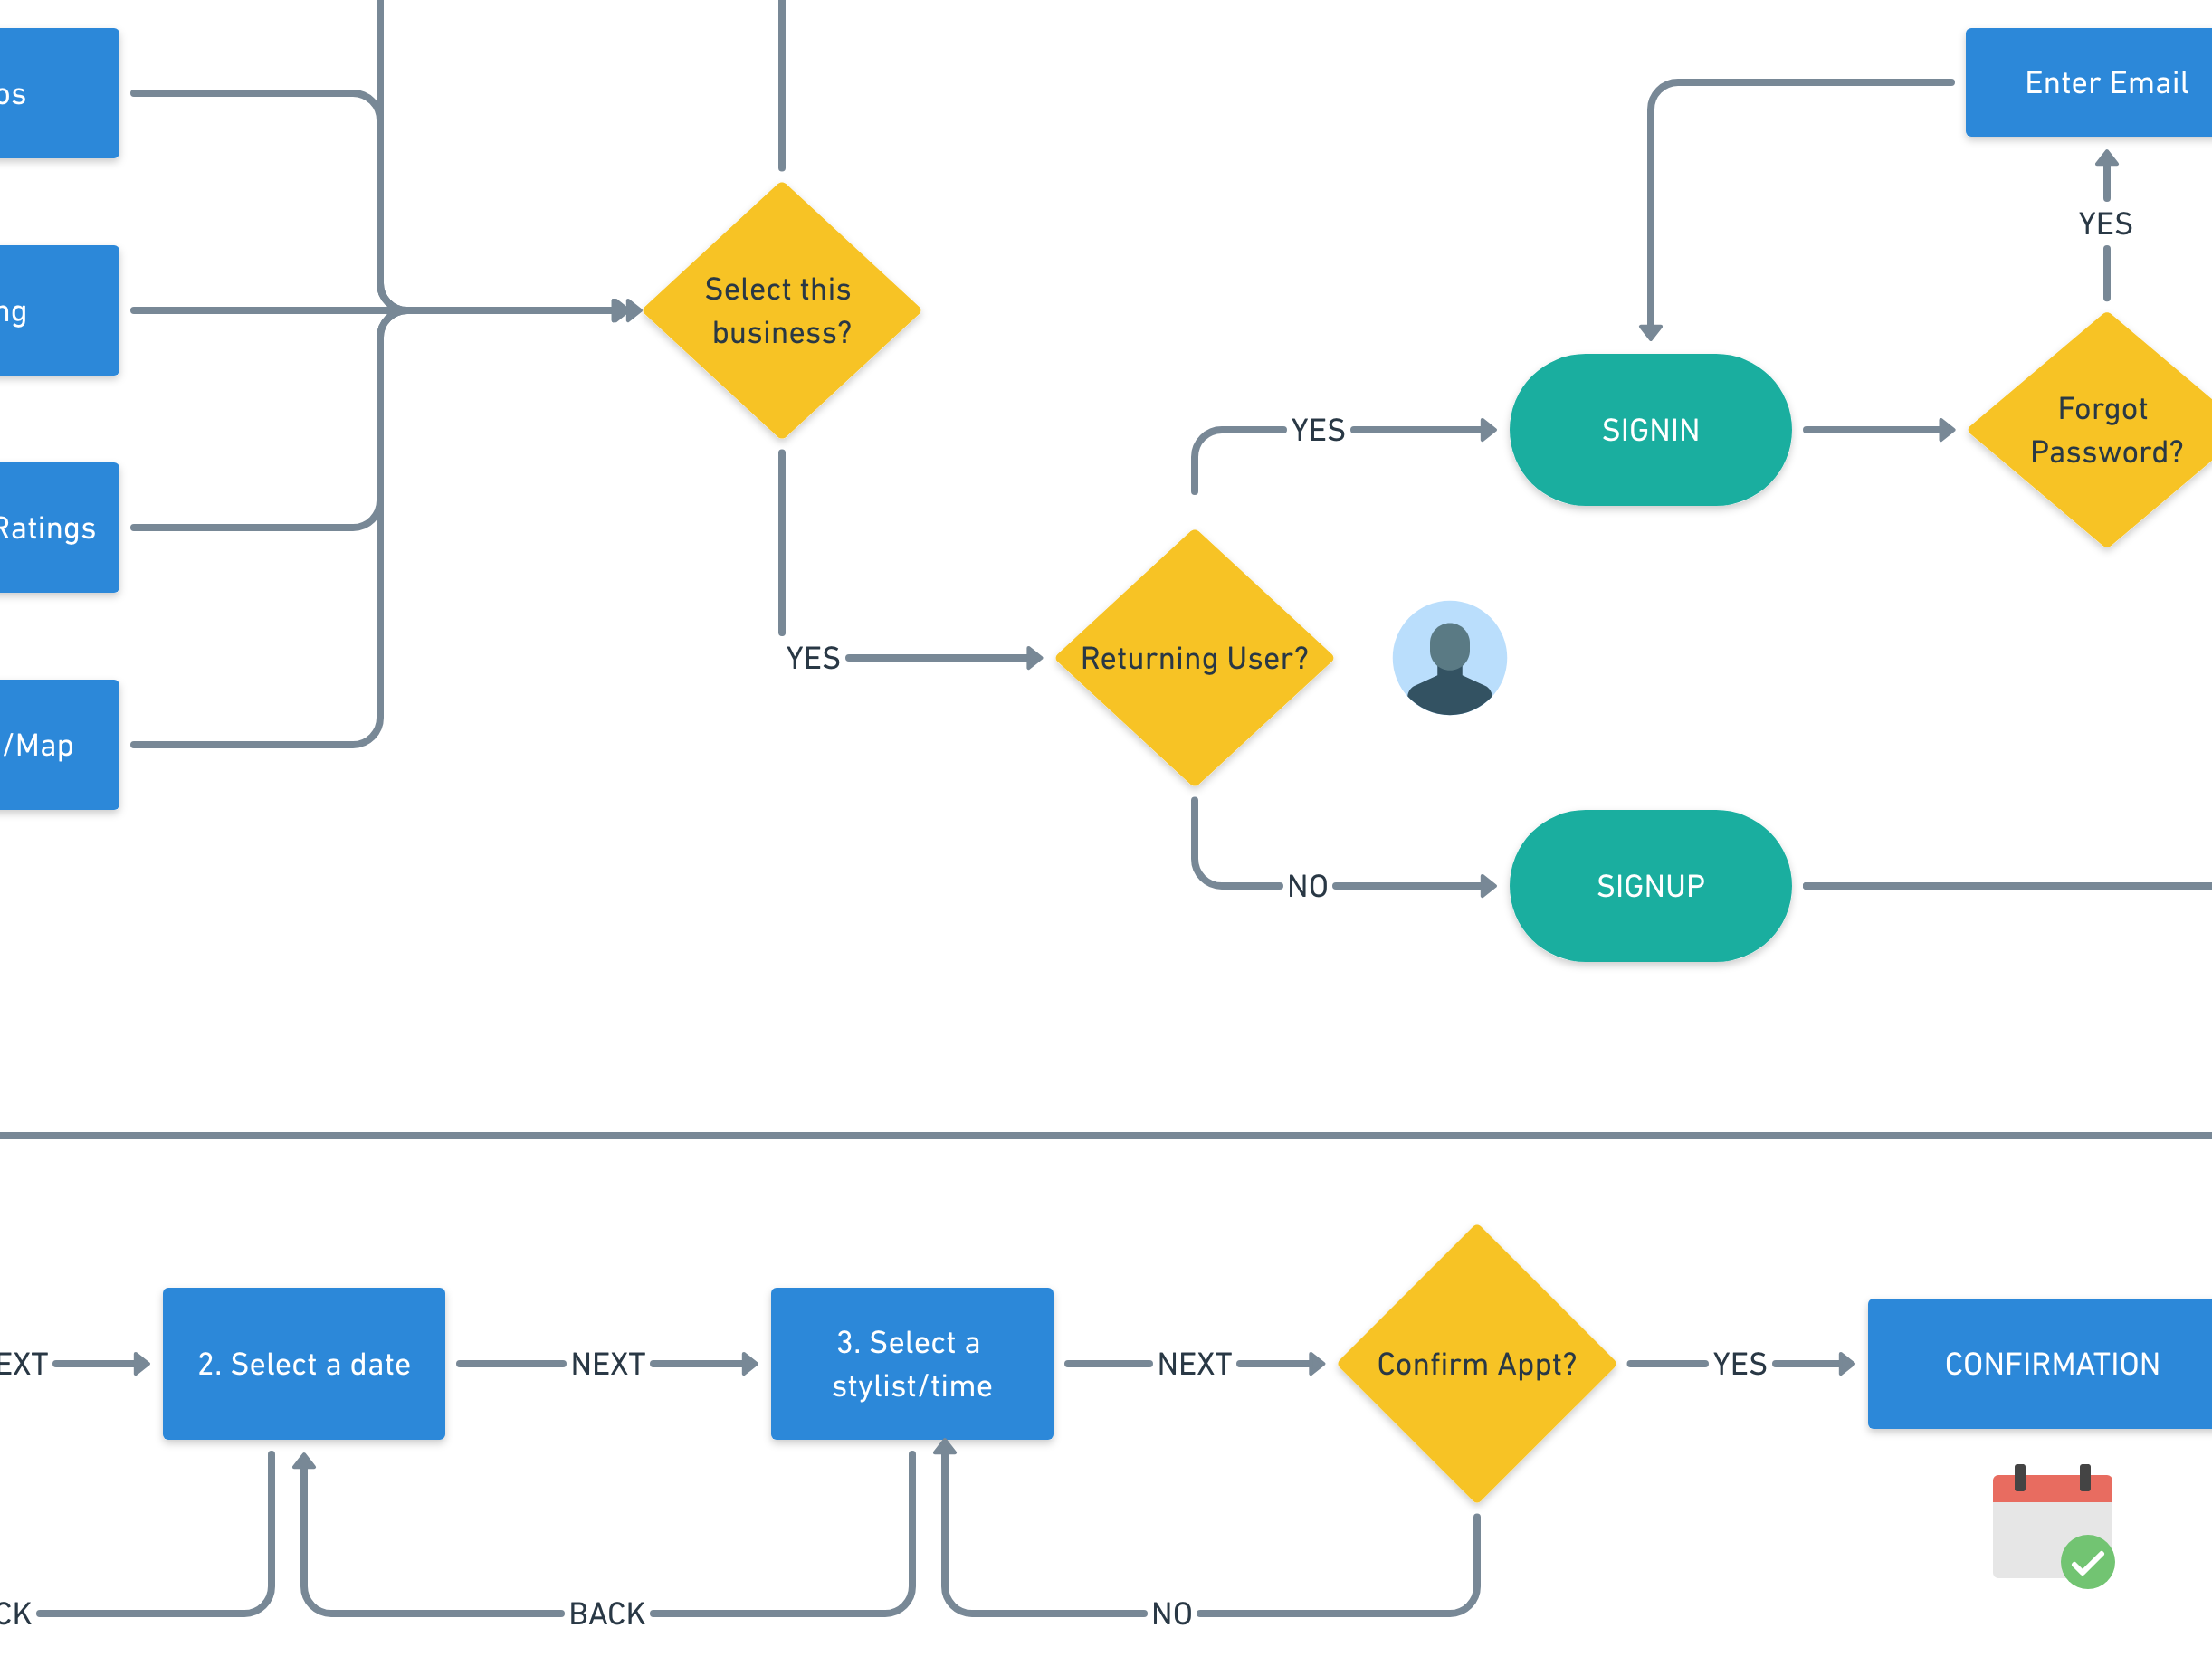 os
Enter Email
YES
ng
Select this
business?
YES
SIGNIN
Forgot
Password?
Ratings
YES
Returning User?
/Map
NO
SIGNUP
EXT
2. Select a date
NEXT
3. Select a
stylist/time
NEXT
Confirm Appt?
YES
CONFIRMATION
CK
BACK
NO